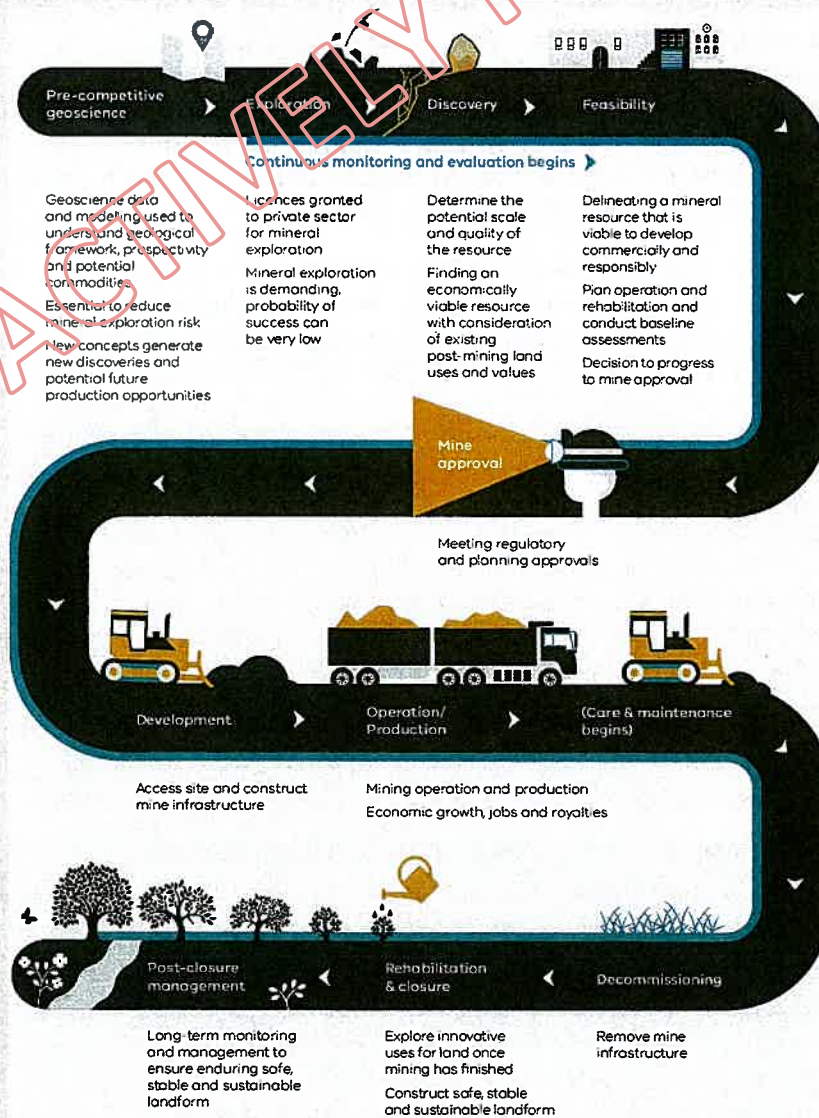 ACTIVELY
Pre-competitive
geoscience
Exploration
Discovery
Feasibility
Continuous monitoring and evaluation begins
Geoscience data
and modelling used to
understand geological
framework, prospectivity
and potential
commodities
Essential to reduce
mineral exploration risk
New concepts generate
new discoveries and
potential future
production opportunities
Licences granted
to private sector
for mineral
exploration
Mineral exploration
is demanding,
probability of
success can
be very low
Determine the
potential scale
and quality of
the resource
Finding an
economically
viable resource
with consideration
of existing
post-mining land
uses and values
Delineating a mineral
resource that is
viable to develop
commercially and
responsibly
Plan operation and
rehabilitation and
conduct baseline
assessments
Decision to progress
to mine approval
Mine
approval
Meeting regulatory
and planning approvals
Development
Operation/
Production
(Care & maintenance
begins)
Access site and construct
mine infrastructure
Mining operation and production
Economic growth, jobs and royalties
Post-closure
management
Rehabilitation
& closure
Decommissioning
Long-term monitoring
and management to
ensure enduring safe,
stable and sustainable
landform
Explore innovative
uses for land once
mining has finished
Construct safe, stable
and sustainable landform
Remove mine
infrastructure